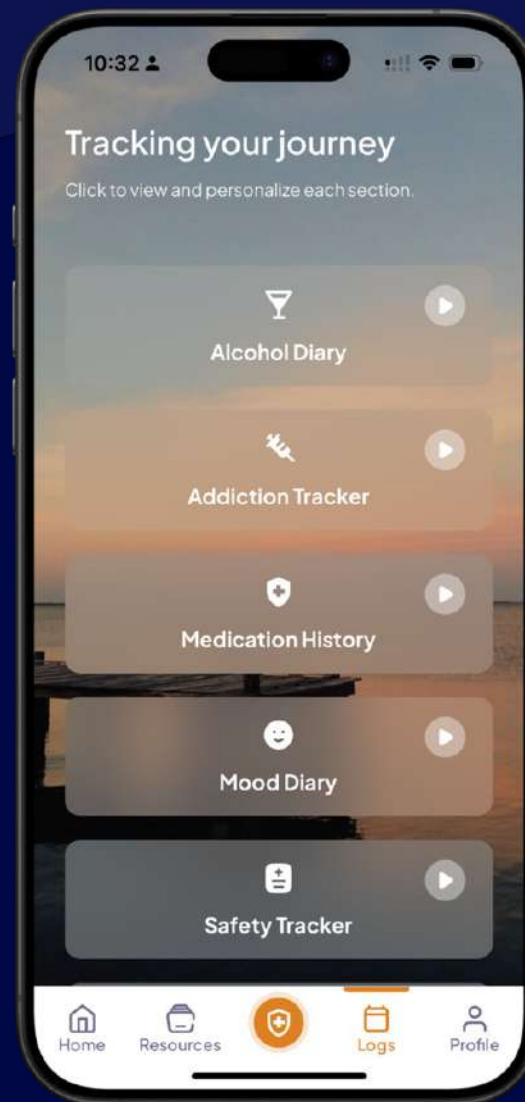 10:32
Tracking your journey
Click to view and personalize each section.
Alcohol Diary
Addiction Tracker
Medication History
Mood Diary
Safety Tracker
Home
Resources
Logs
Profile